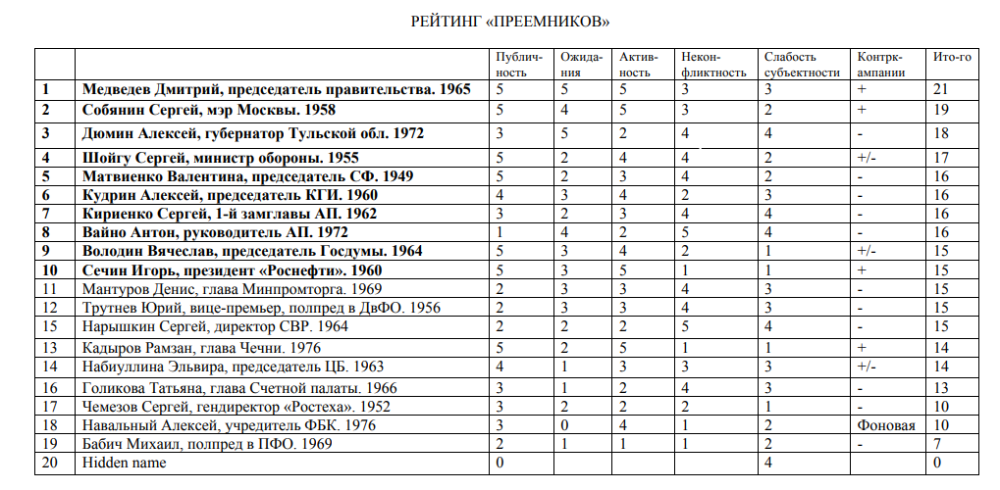 РЕЙТИНГ «ПРЕЕМНИКОВ»
Публич-ность Ожида-ния Актив-ность Некон-фликтность Слабость субъектности Контрк-ампании Ито-го
1 Медведев Дмитрий, председатель правительства. 1965 5 5 5 3 3 + 21
2 Собянин Сергей, мэр Москвы. 1958 5 4 5 3 2 + 19
3 Дюмин Алексей, губернатор Тульской обл. 1972 3 5 2 4 4 - 18
4 Шойгу Сергей, министр обороны. 1955 5 2 4 4 2 +/- 17
5 Матвиенко Валентина, председатель СФ. 1949 5 2 3 4 2 - 16
6 Кудрин Алексей, председатель КГИ. 1960 4 3 4 2 3 - 16
7 Кириенко Сергей, 1-й замглавы АП. 1962 3 2 3 4 4 - 16
8 Вайно Антон, руководитель АП. 1972 1 4 2 5 4 - 16
9 Володин Вячеслав, председатель Госдумы. 1964 5 3 4 2 1 +/- 15
10 Сечин Игорь, президент «Роснефти». 1960 5 3 5 1 1 + 15
11 Мантуров Денис, глава Минпромторга. 1969 2 3 3 4 3 - 15
12 Трутнев Юрий, вице-премьер, полпред в ДвФО. 1956 2 3 3 4 3 - 15
15 Нарышкин Сергей, директор СВР. 1964 2 2 2 5 4 - 15
13 Кадыров Рамзан, глава Чечни. 1976 5 2 5 1 1 + 14
14 Набиуллина Эльвира, председатель ЦБ. 1963 4 1 3 3 3 +/- 14
16 Голикова Татьяна, глава Счетной палаты. 1966 3 1 2 4 3 - 13
17 Чемезов Сергей, гендиректор «Ростеха». 1952 3 2 2 2 1 - 10
18 Навальный Алексей, учредитель ФБК. 1976 3 0 4 1 2 Фоновая 10
19 Бабич Михаил, полпред в ПФО. 1969 2 1 1 1 2 - 7
20 Hidden name 0 4 0